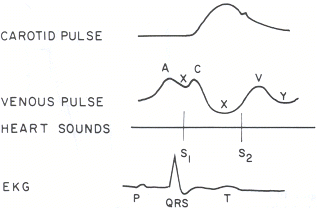 CAROTID PULSE
A X C X V Y
VENOUS PULSE
HEART SOUNDS
S1 S2
EKG
P QRS T